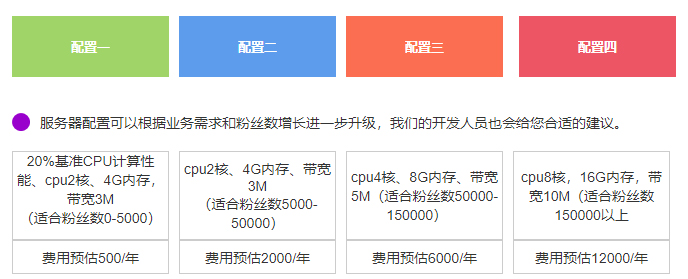 配置一
配置二
配置三
配置四
服务器配置可以根据业务需求和粉丝数增长进一步升级，我们的开发人员也会给您合适的建议。
20%基准CPU计算性
能、cpu2核、4G内存，
带宽3M
（适合粉丝数0-5000）
cpu2核、4G内存、带宽
3M
（适合粉丝数5000-
50000）
cpu4核、8G内存、带宽
5M（适合粉丝数50000-
150000）
cpu8核，16G内存，带
宽10M（适合粉丝数
150000以上
费用预估500/年
费用预估2000/年
费用预估6000/年
费用预估12000/年